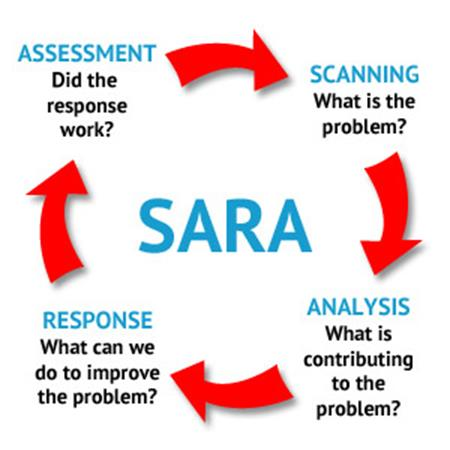 ASSESSMENT
Did the
response
work?
SCANNING
What is the
problem?
SARA
RESPONSE
What can we
do to improve
the problem?
ANALYSIS
What is
contributing
to the
problem?